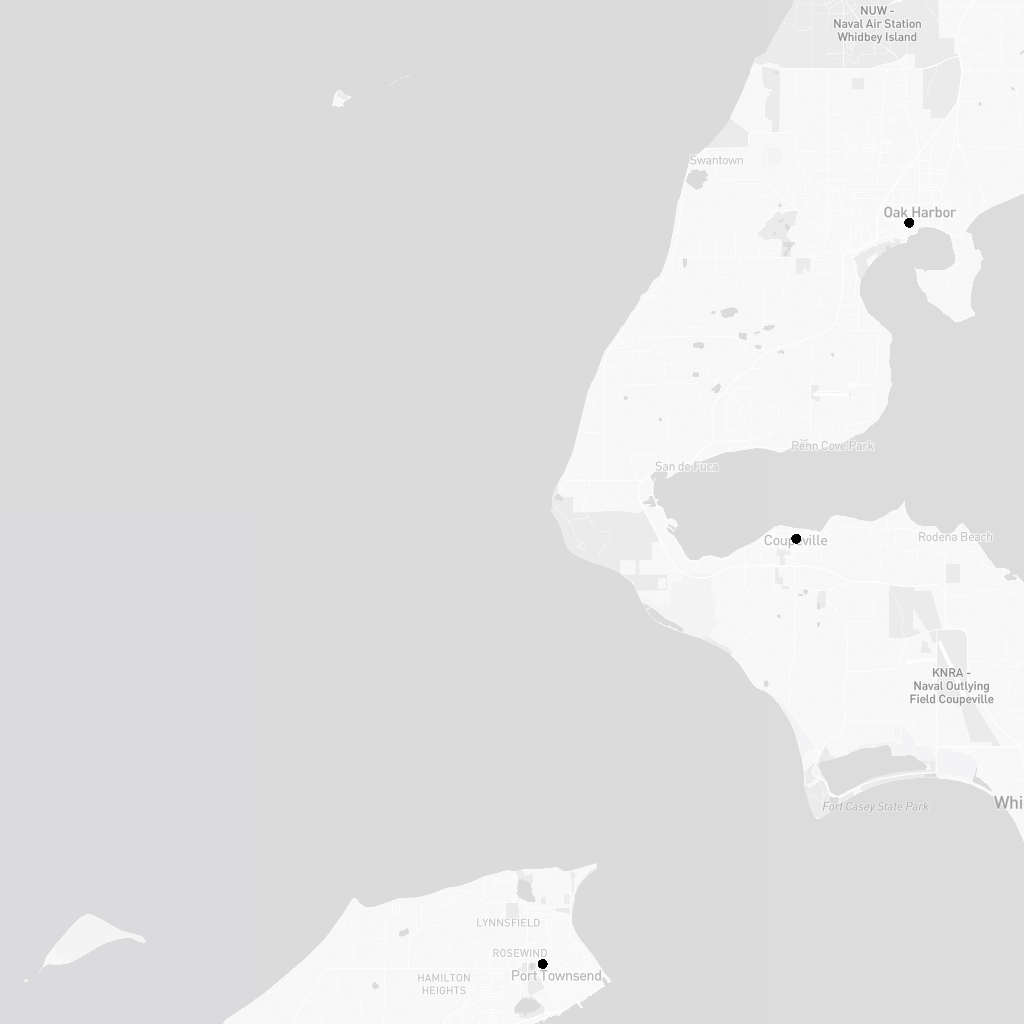 NUW -
Naval Air Station
Whidbey Island
Swantown
Oak Harbor
Penn Cove Park
San de Fuca
Coupeville
Rodena Beach
KNRA -
Naval Outlying
Field Coupeville
Whi
Fort Casey State Park
LYNNSFIELD
ROSEWIND
Port Townsend
HAMILTON
HEIGHTS